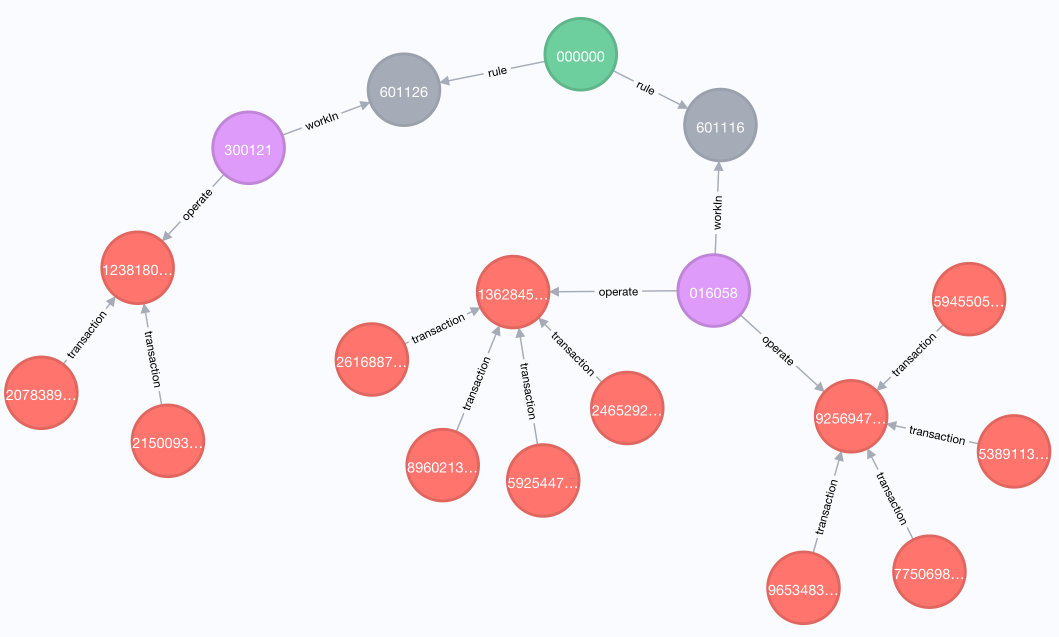 000000
rule
rule
601126
601116
workIn
300121
workIn
operate
1238180…
1362845…
operate
016058
5945505…
transaction
transaction
transaction
transaction
operate
transaction
2616887…
2078389…
transaction
transaction
2465292…
9256947…
transaction
2150093…
5389113…
8960213…
5925447…
transaction
transaction
9653483…
7750698…